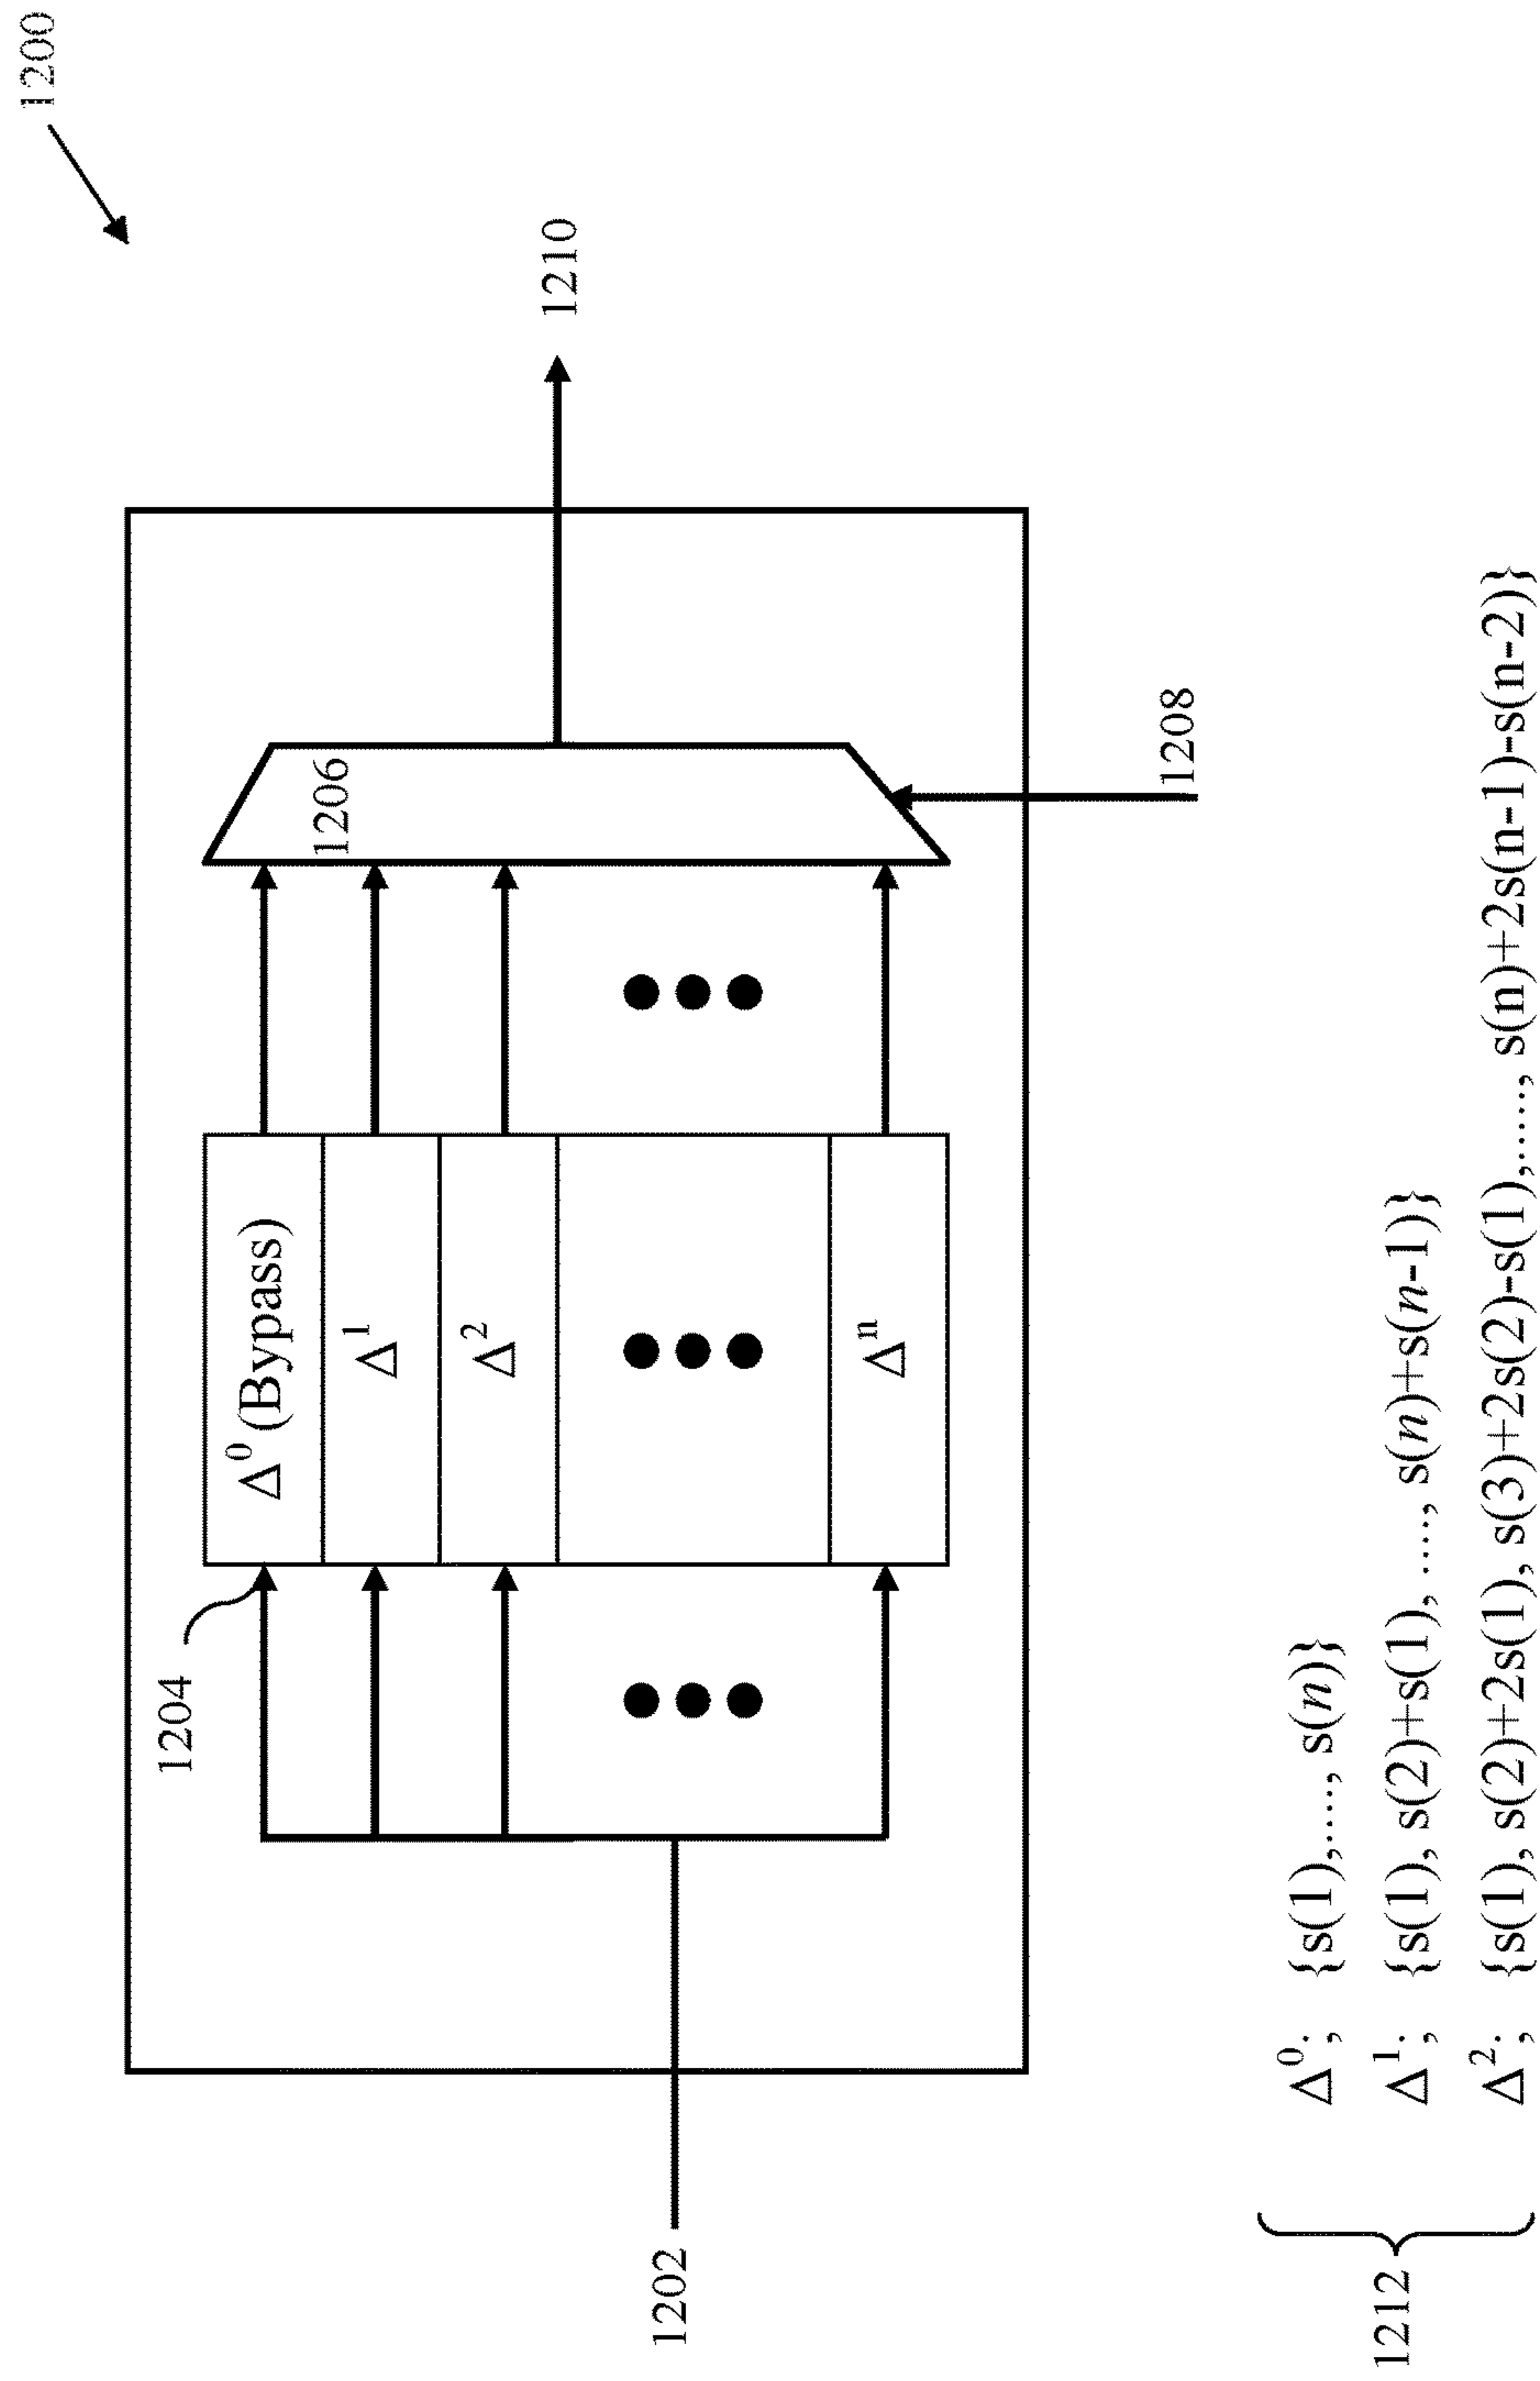 1200
1204
Δ⁰ (Bypass)
1206
Δ¹
Δ²
1210
1202
Δⁿ
1208
Δ⁰: {s(1),...., s(n)}
Δ¹: {s(1), s(2)+s(1), ...., s(n)+s(n-1)}
1212
Δ²: {s(1), s(2)+2s(1), s(3)+2s(2)-s(1),......, s(n)+2s(n-1)-s(n-2)}